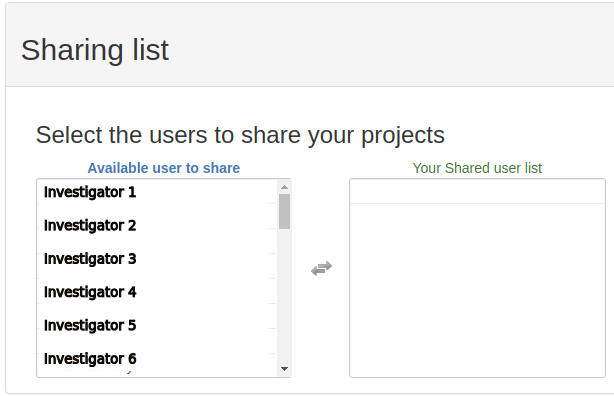 Sharing list
Select the users to share your projects
Available user to share
Your Shared user list
Investigator 1
Investigator 2
Investigator 3
Investigator 4
Investigator 5
Investigator 6